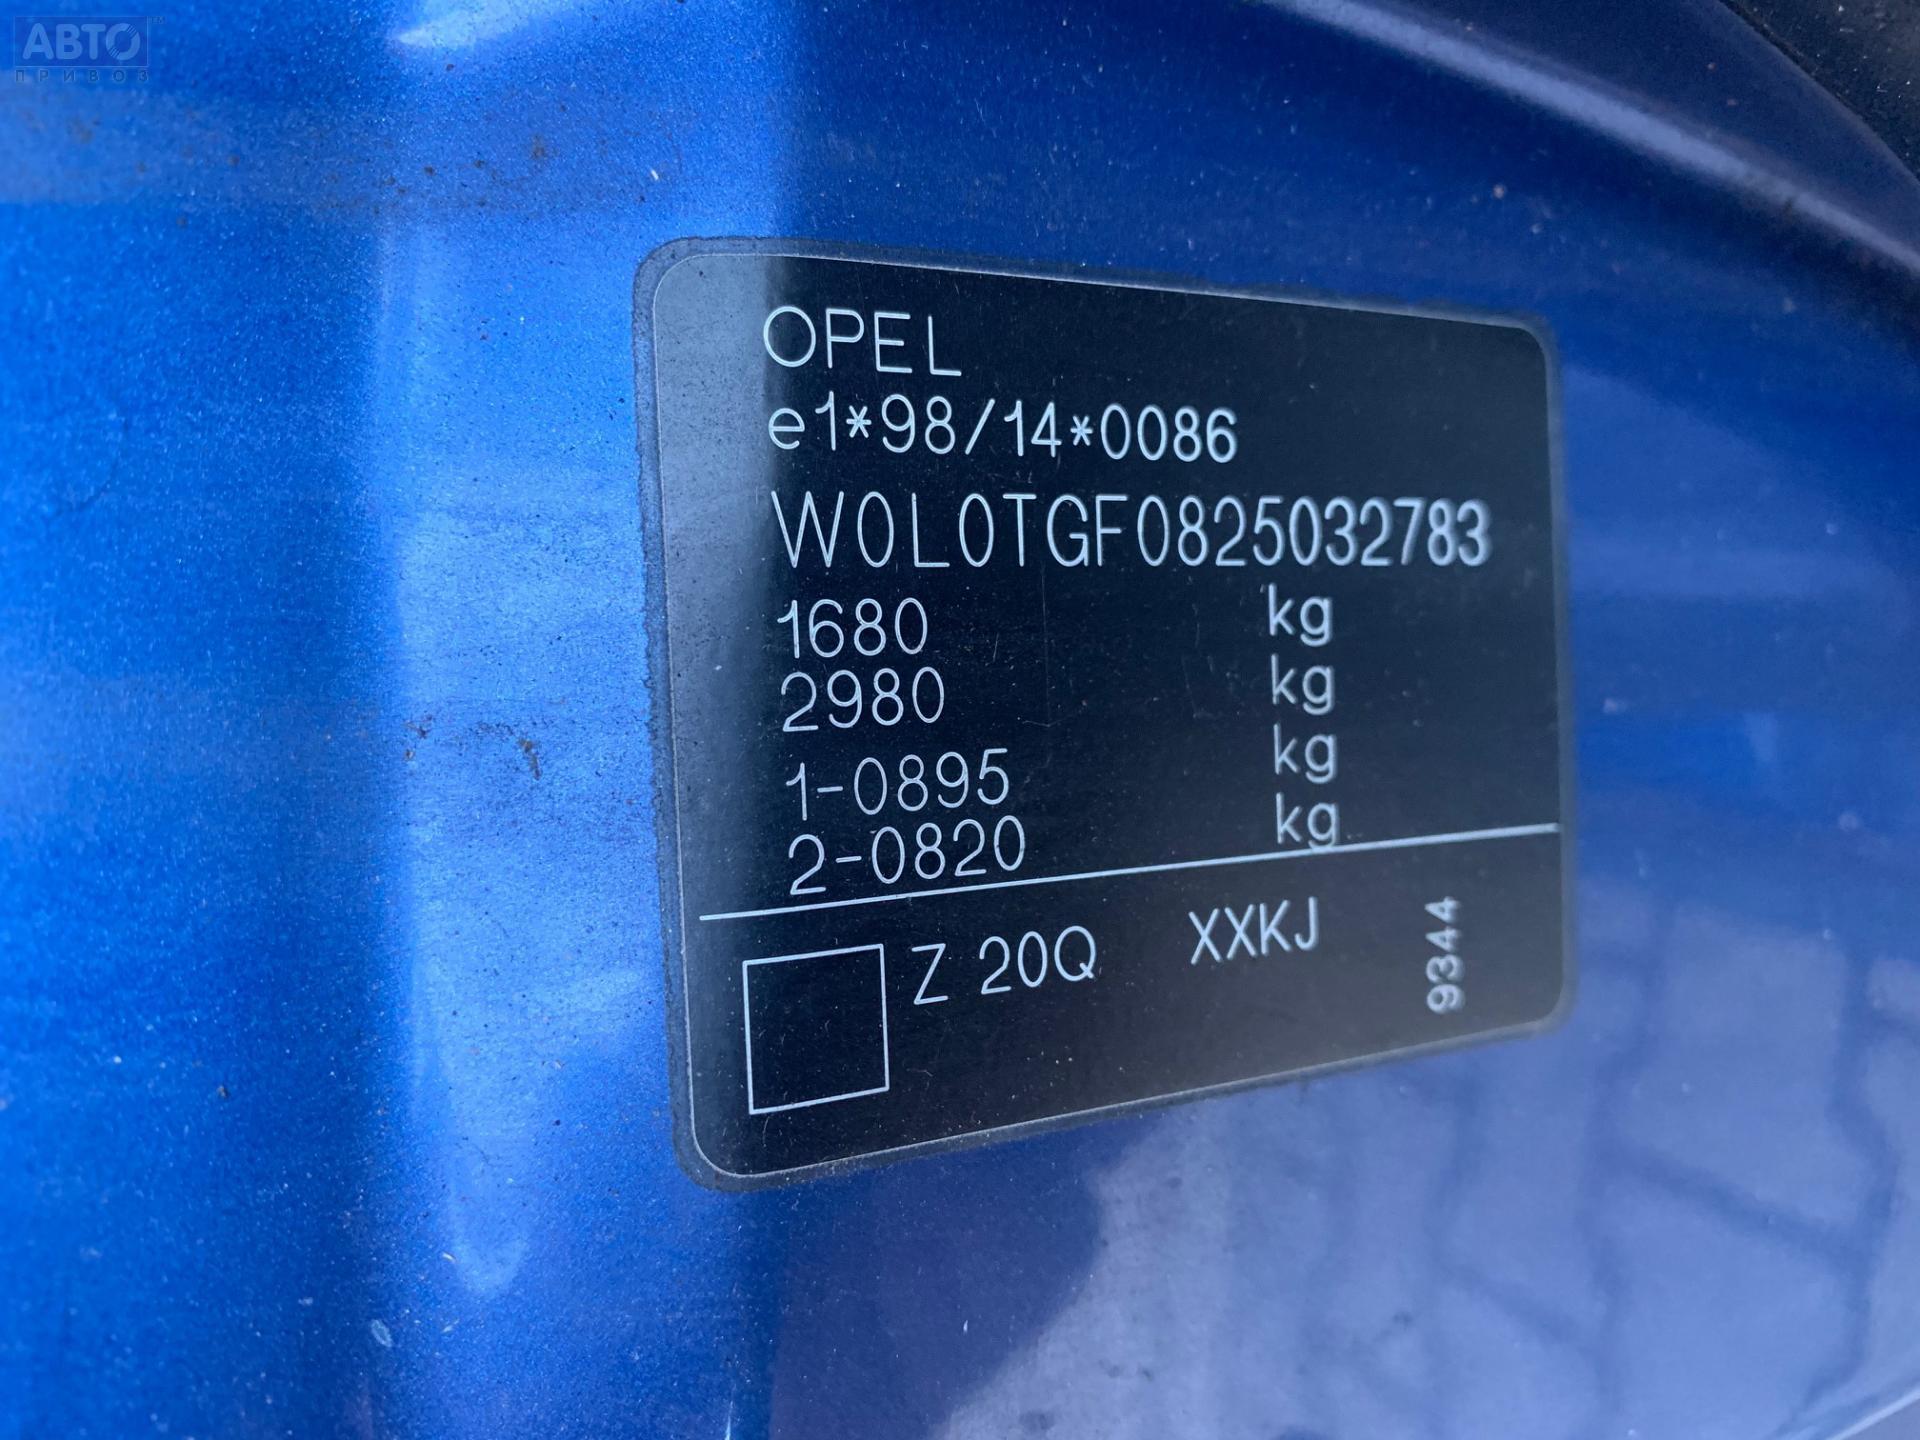 АВТО
ПРИВОЗ
OPEL
e1*98/14*0086
W0L0TGF0825032783
1680 kg
2980 kg
1-0895 kg
2-0820 kg
Z 20Q XXKJ
9344